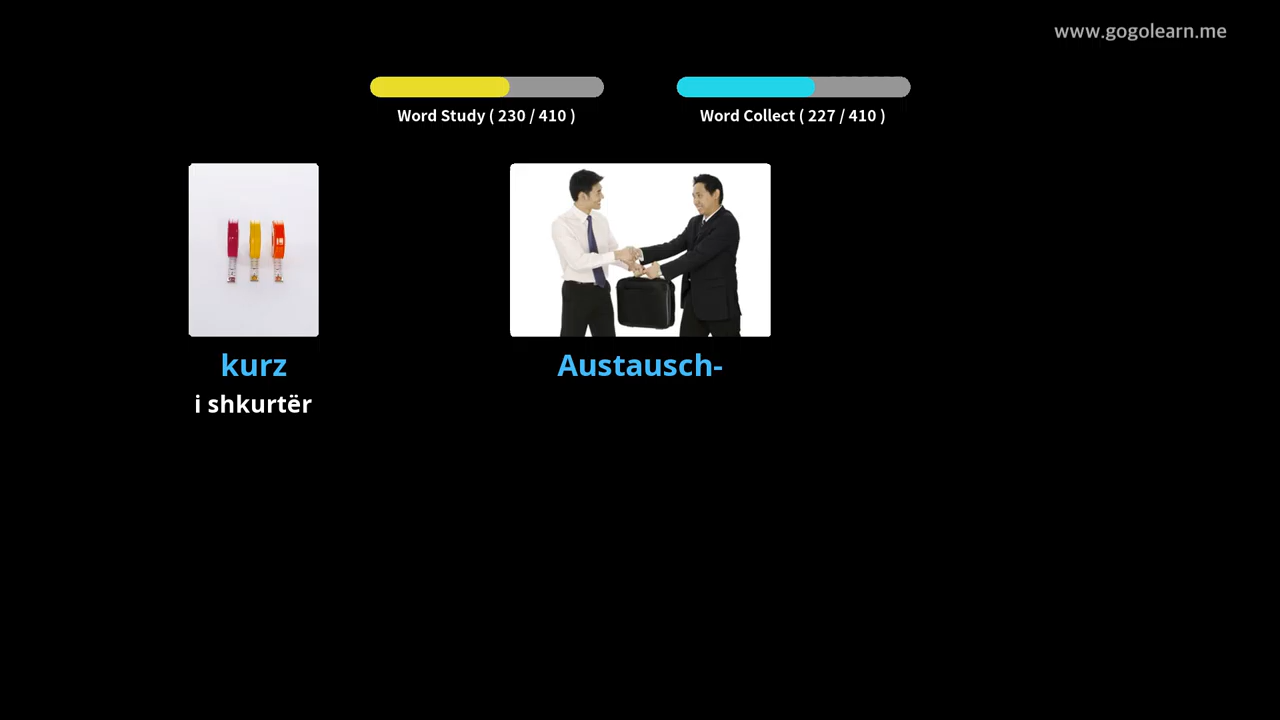 www.gogolearn.me
Word Study ( 230 / 410 )
Word Collect ( 227 / 410 )
kurz
Austausch-
i shkurtër